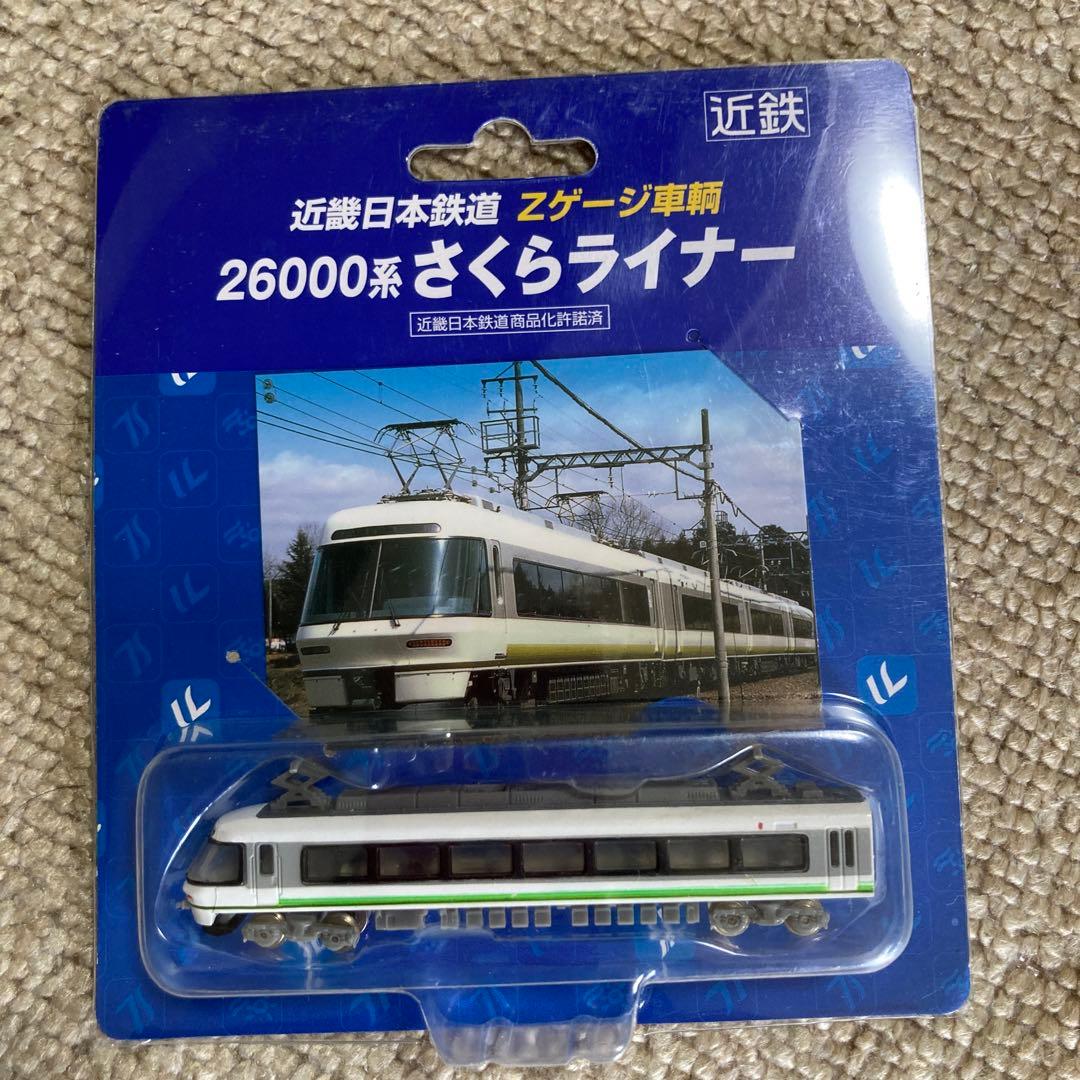 近鉄
近畿日本鉄道 Zゲージ車輌
26000系さくらライナー
近畿日本鉄道商品化許諾済